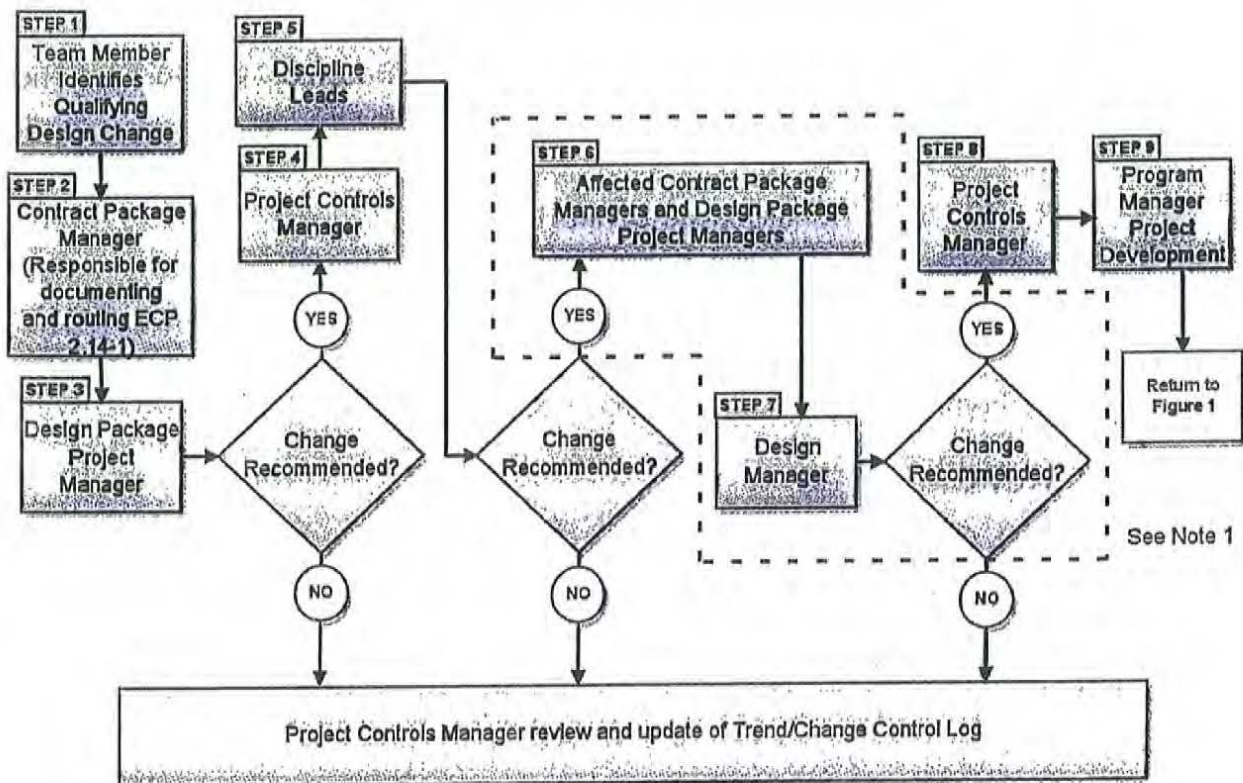 STEP 1
Team Member
Identifies
Qualifying
Design Change
STEP 2
Contract Package
Manager
(Responsible for
documenting
and routing ECP
2.14-1)
STEP 3
Design Package
Project
Manager
Change
Recommended?
YES
NO
STEP 4
Project Controls
Manager
STEP 5
Discipline
Leads
Change
Recommended?
YES
NO
STEP 6
Affected Contract Package
Managers and Design Package
Project Managers
STEP 7
Design
Manager
Change
Recommended?
YES
NO
STEP 8
Project
Controls
Manager
STEP 9
Program
Manager
Project
Development
Return to
Figure 1
See Note 1
Project Controls Manager review and update of Trend/Change Control Log